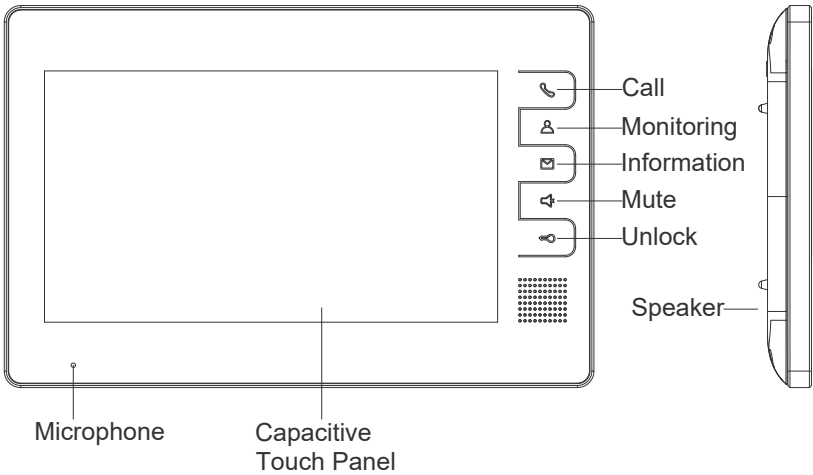 Call
Monitoring
Information
Mute
Unlock
Speaker
Microphone
Capacitive
Touch Panel